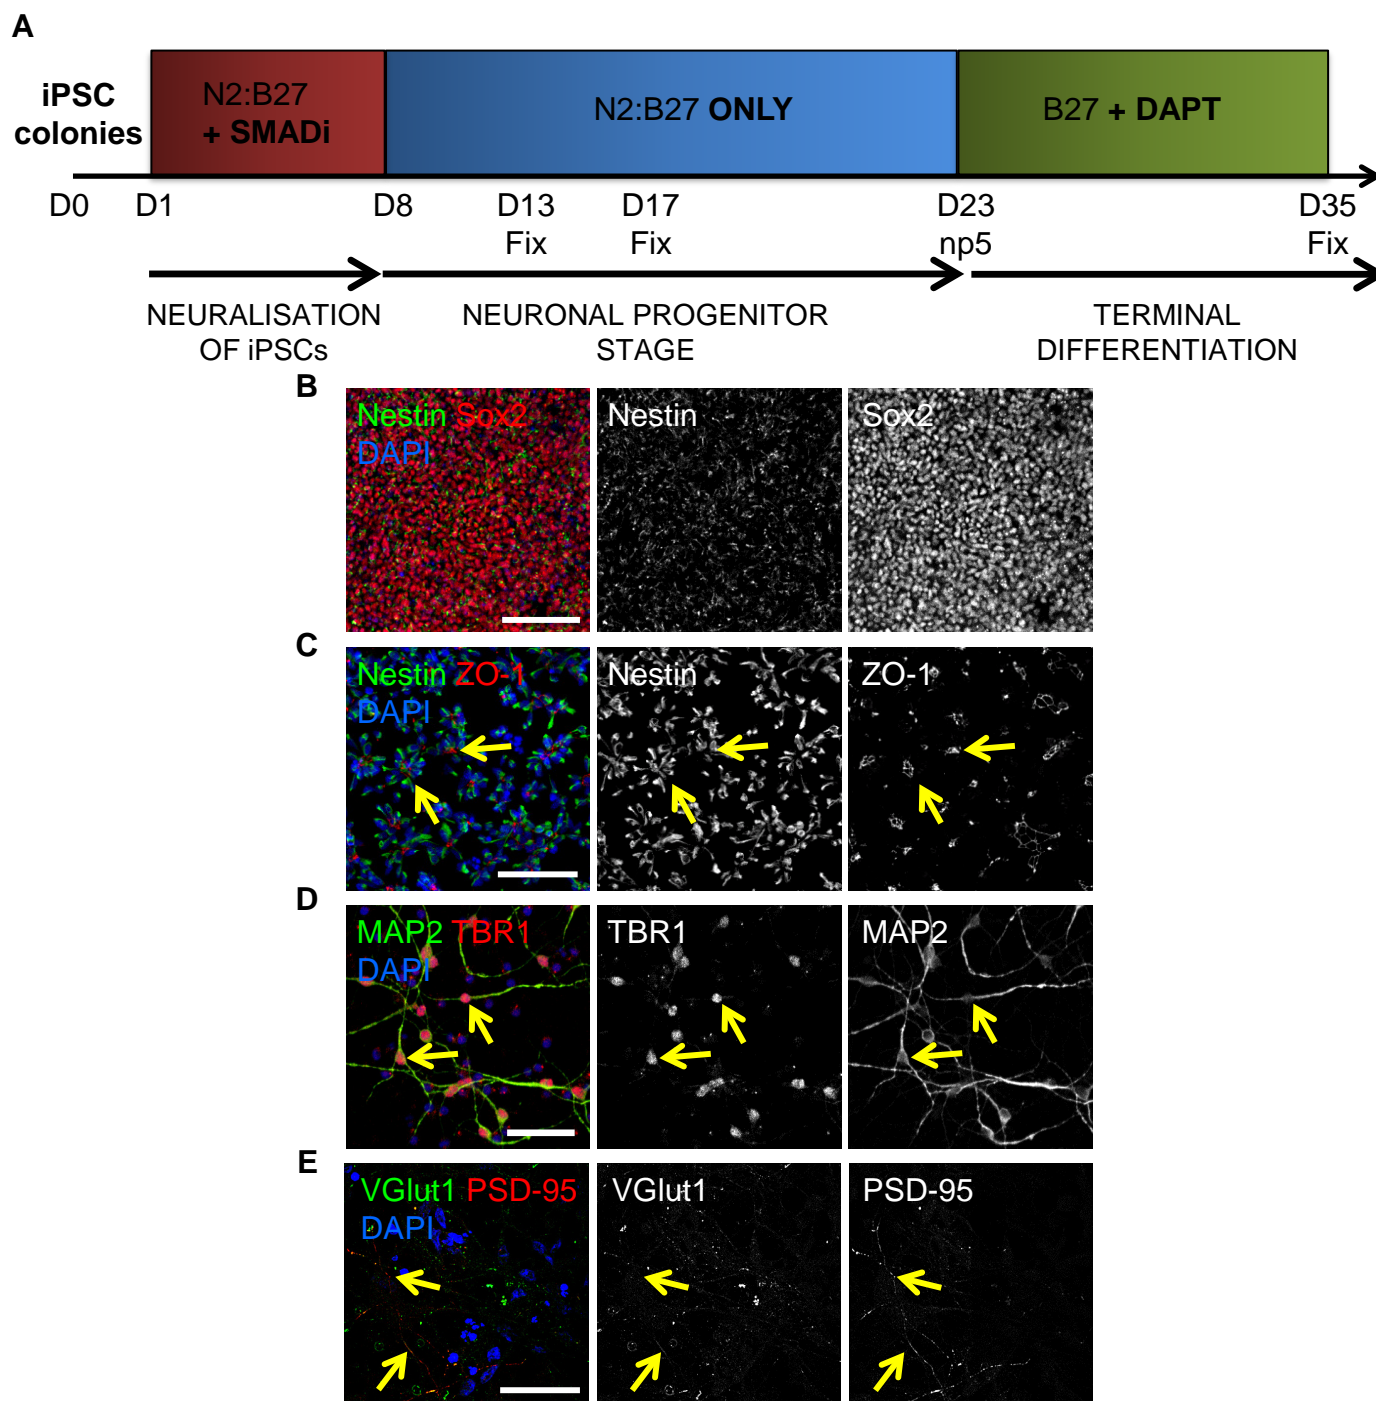 A
iPSC
colonies
N2:B27
+ SMADi
N2:B27 ONLY
B27 + DAPT
D0
D1
D8
D13
Fix
D17
Fix
D23
np5
D35
Fix
NEURALISATION
OF iPSCs
NEURONAL PROGENITOR
STAGE
TERMINAL
DIFFERENTIATION
B
Nestin Sox2
DAPI
Nestin
Sox2
C
Nestin ZO-1
DAPI
Nestin
ZO-1
D
MAP2 TBR1
DAPI
TBR1
MAP2
E
VGlut1 PSD-95
DAPI
VGlut1
PSD-95